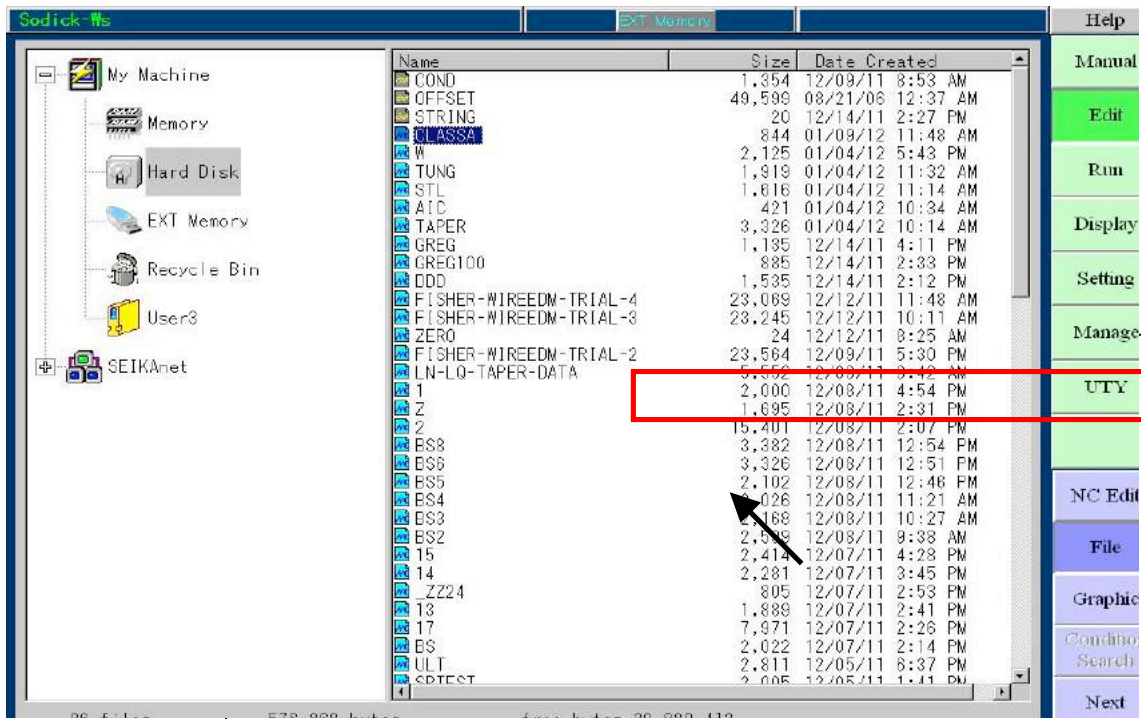 Sodick-Ws EXT Memory Help
My Machine
Memory
Hard Disk
EXT Memory
Recycle Bin
User3
SEIKAnet
Name Size Date Created
COND 1,354 12/09/11 8:53 AM
OFFSET 49,599 08/21/06 12:37 AM
STRING 20 12/14/11 2:27 PM
CLASSA 844 01/09/12 11:48 AM
W 2,125 01/04/12 5:43 PM
TUNG 1,919 01/04/12 11:32 AM
STL 1,616 01/04/12 11:14 AM
AIC 421 01/04/12 10:34 AM
TAPER 3,326 01/04/12 10:14 AM
GREG 1,135 12/14/11 4:11 PM
GREG100 885 12/14/11 2:33 PM
DDD 1,535 12/14/11 2:12 PM
FISHER-WIREEDM-TRIAL-4 23,069 12/12/11 11:48 AM
FISHER-WIREEDM-TRIAL-3 23,245 12/12/11 10:11 AM
ZERO 24 12/12/11 8:25 AM
FISHER-WIREEDM-TRIAL-2 23,564 12/09/11 5:30 PM
LN-LQ-TAPER-DATA AM
1 2,000 12/08/11 4:54 PM
Z 1,695 12/08/11 2:31 PM
2 15,401 12/08/11 2:07 PM
BS8 3,382 12/08/11 12:54 PM
BS6 3,326 12/08/11 12:51 PM
BS5 2,102 12/08/11 12:46 PM
BS4 12/08/11 11:21 AM
BS3 12/08/11 10:27 AM
BS2 12/08/11 9:38 AM
15 2,414 12/07/11 4:28 PM
14 2,281 12/07/11 3:45 PM
_ZZ24 805 12/07/11 2:53 PM
13 1,889 12/07/11 2:41 PM
17 7,971 12/07/11 2:26 PM
BS 2,022 12/07/11 2:14 PM
ULT 2,811 12/05/11 6:37 PM
SPTEST 12/05/11 1:41 PM
Manual
Edit
Run
Display
Setting
Manage
UTY
NC Edit
File
Graphic
Condition
Search
Next